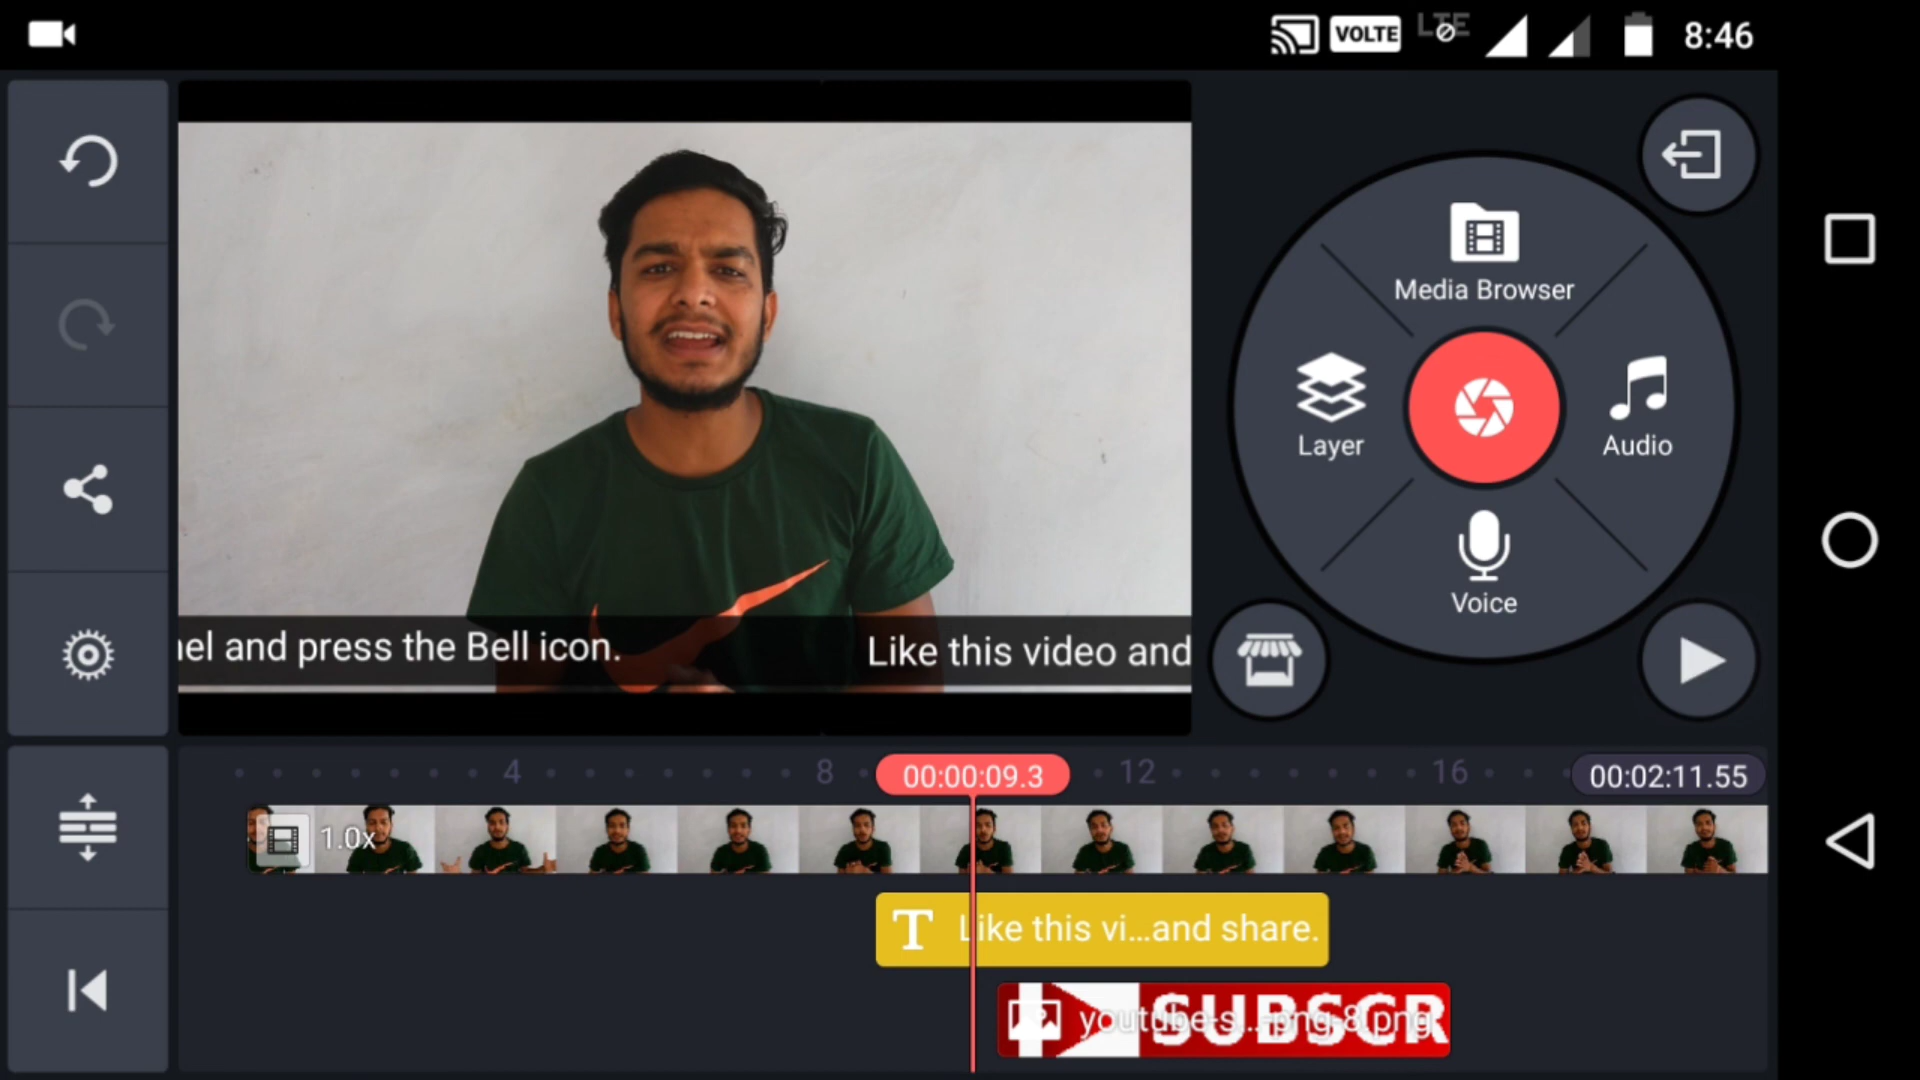 VOLTE LTE 8:46
Media Browser
Layer
Audio
Voice
nel and press the Bell icon. Like this video and
4 8 00:00:09.3 12 16 00:02:11.55
1.0x
T Like this vi...and share.
youtube-s...-png-8.png
SUBSCR